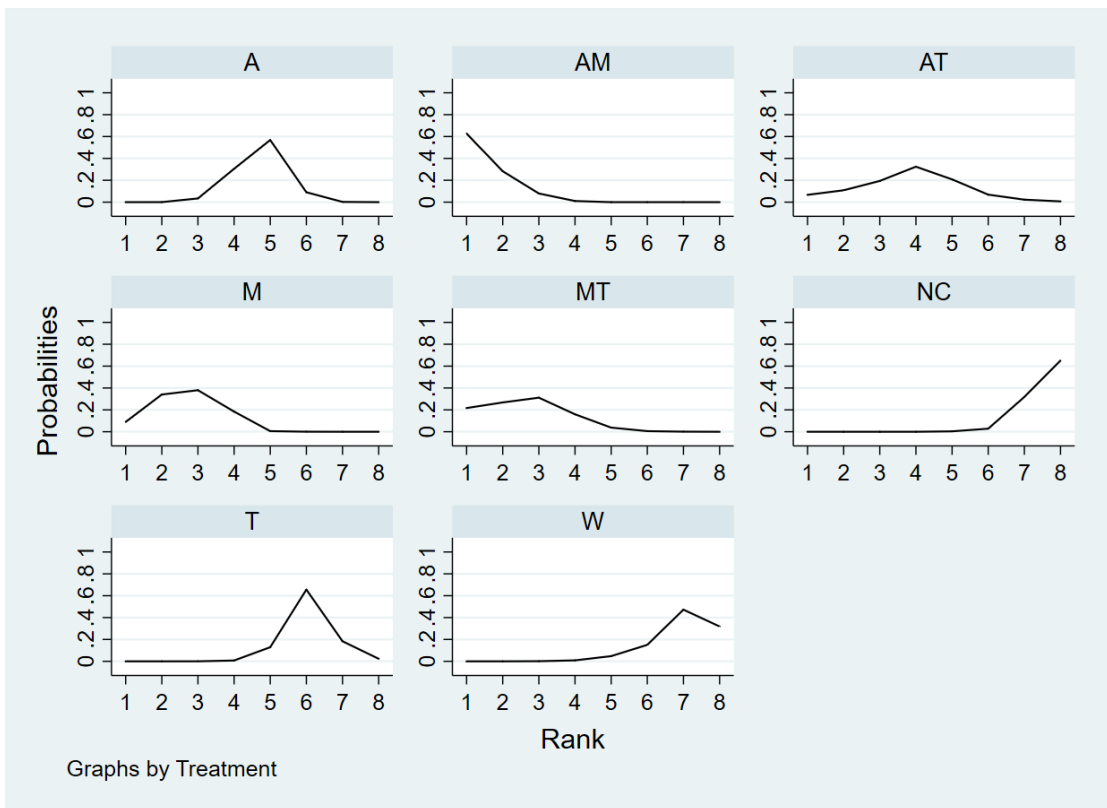 A AM AT
0 .2 .4 .6 .8 1 0 .2 .4 .6 .8 1 0 .2 .4 .6 .8 1
1 2 3 4 5 6 7 8 1 2 3 4 5 6 7 8 1 2 3 4 5 6 7 8
M MT NC
0 .2 .4 .6 .8 1 0 .2 .4 .6 .8 1 0 .2 .4 .6 .8 1
1 2 3 4 5 6 7 8 1 2 3 4 5 6 7 8 1 2 3 4 5 6 7 8
Probabilities
T W
0 .2 .4 .6 .8 1 0 .2 .4 .6 .8 1
1 2 3 4 5 6 7 8 1 2 3 4 5 6 7 8
Rank
Graphs by Treatment